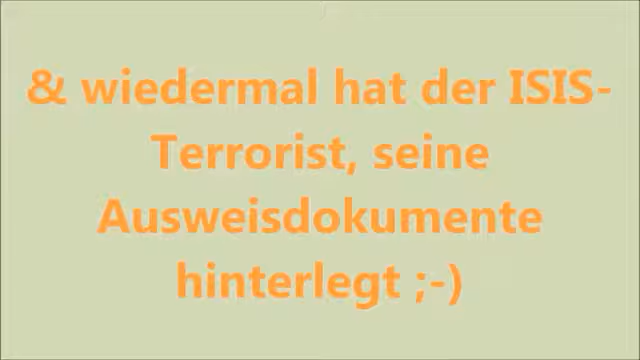 & wiedermal hat der ISIS-
Terrorist, seine
Ausweisdokumente
hinterlegt ;-)